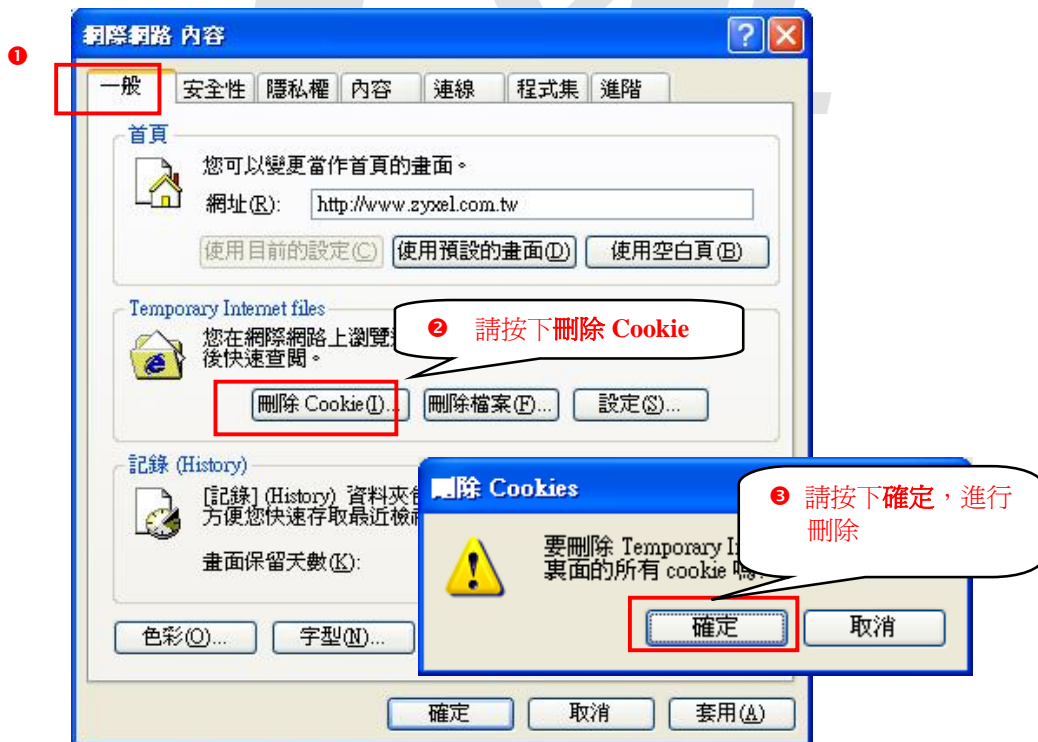 網際網路 內容
❶
一般 安全性 隱私權 內容 連線 程式集 進階
首頁
您可以變更當作首頁的畫面。
網址(R): http://www.zyxel.com.tw
使用目前的設定(C) 使用預設的畫面(D) 使用空白頁(B)
Temporary Internet files
您在網際網路上瀏覽
後快速查閱。
❷ 請按下刪除 Cookie
刪除 Cookie(I)... 刪除檔案(F)... 設定(S)...
記錄 (History)
[記錄] (History) 資料夾
方便您快速存取最近檢
畫面保留天數(K):
色彩(O)... 字型(N)...
刪除 Cookies
❸ 請按下確定，進行
刪除
要刪除 Temporary
裏面的所有 cookie
確定 取消
確定 取消 套用(A)